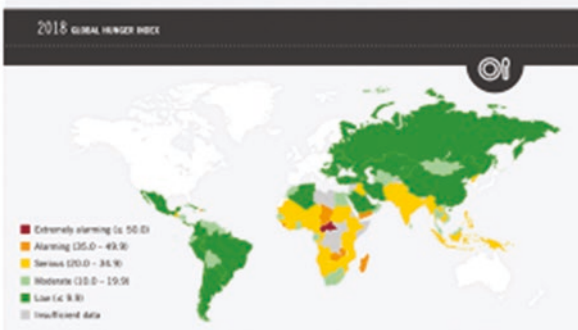 2018 GLOBAL HUNGER INDEX
Extremely alarming (≤ 50.0)
Alarming (35.0 – 49.9)
Serious (20.0 – 34.9)
Moderate (10.0 – 19.9)
Low (≤ 9.9)
Insufficient data